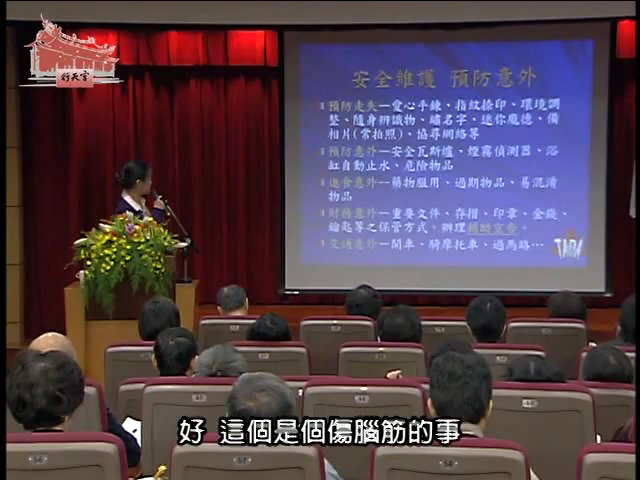 行天宮
安全維護 預防意外
預防走失—愛心手鍊、指紋捺印、環境調
整、隨身辨識物、繡名字、迷你龐德、備
相片(常拍照)、協尋網絡等
預防意外—安全瓦斯爐、煙霧偵測器、浴
缸自動止水、危險物品
進食意外—藥物服用、過期物品、易混淆
物品
財務意外—重要文件、存摺、印章、金錢、
鑰匙等之保管方式。辦理輔助宣告。
交通意外—開車、騎摩托車、過馬路…
TADA
好 這個是個傷腦筋的事